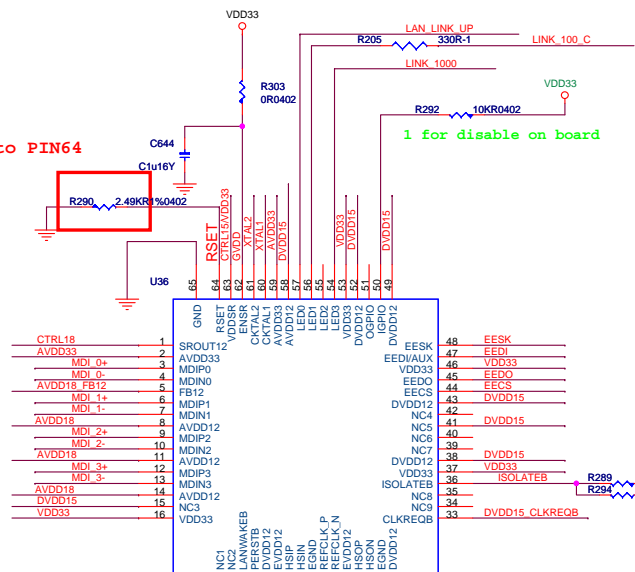 VDD33
LAN_LINK_UP
R205
330R-1
LINK_100_C
LINK_1000
R303
0R0402
VDD33
R292
10KR0402
1 for disable on board
to PIN64
C644
C1u16Y
R290
2.49KR1%0402
RSET
CTRL15/VDD33
GVDD
XTAL2
XTAL1
AVDD33
DVDD15
VDD33
DVDD15
DVDD15
U36
65
64
63
62
61
60
59
58
57
56
55
54
53
52
51
50
49
GND
RSET
VDDSR
ENSR
CKTAL2
CKTAL1
AVDD33
AVDD12
LED0
LED1
LED2
LED3
VDD33
DVDD12
OGPIO
IGPIO
DVDD12
CTRL18 1 SROUT12
AVDD33 2 AVDD33
MDI_0+ 3 MDIP0
MDI_0- 4 MDIN0
AVDD18_FB12 5 FB12
MDI_1+ 6 MDIP1
MDI_1- 7 MDIN1
AVDD18 8 AVDD12
MDI_2+ 9 MDIP2
MDI_2- 10 MDIN2
AVDD18 11 AVDD12
MDI_3+ 12 MDIP3
MDI_3- 13 MDIN3
AVDD18 14 AVDD12
DVDD15 15 NC3
VDD33 16 VDD33
EESK 48 EESK
EEDI/AUX 47 EEDI
VDD33 46 VDD33
EEDO 45 EEDO
EECS 44 EECS
DVDD12 43 DVDD15
NC4 42
NC5 41 DVDD15
NC6 40
NC7 39
DVDD12 38 DVDD15
VDD33 37 VDD33
ISOLATEB 36 ISOLATEB
NC8 35
NC9 34
CLKREQB 33 DVDD15_CLKREQB
R289
R294
NC1
NC2
LANWAKEB
PERSTB
DVDD12
EVDD12
HSIP
HSIN
EGND
REFCLK_P
REFCLK_N
EVDD12
HSOP
HSON
EGND
DVDD12